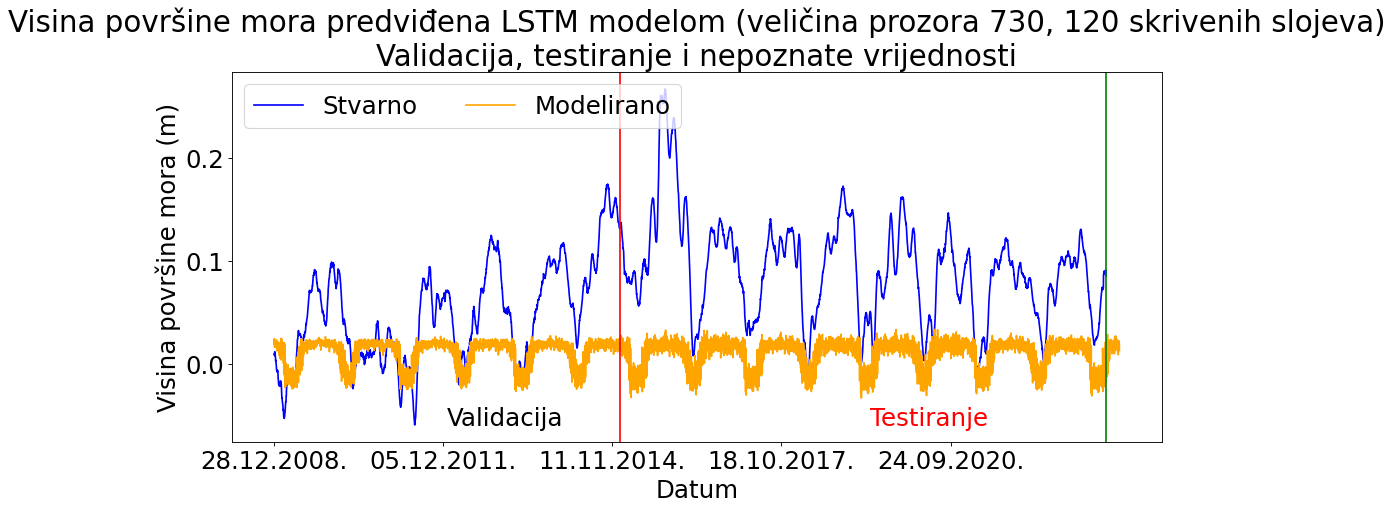 Visina površine mora predviđena LSTM modelom (veličina prozora 730, 120 skrivenih slojeva)
Validacija, testiranje i nepoznate vrijednosti
Stvarno Modelirano
Visina površine mora (m)
0.2
0.1
0.0
Validacija Testiranje
28.12.2008. 05.12.2011. 11.11.2014. 18.10.2017. 24.09.2020.
Datum